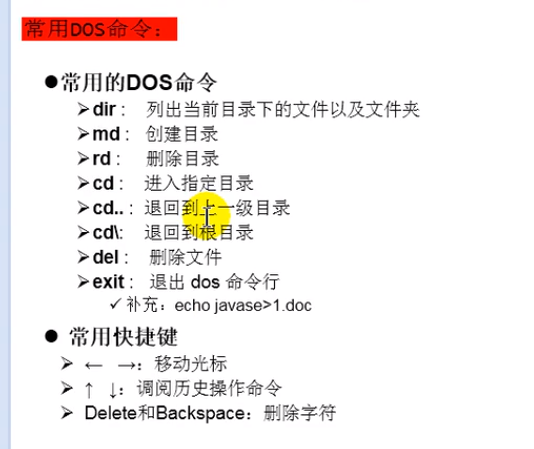 常用DOS命令：
●常用的DOS命令
➢dir： 列出当前目录下的文件以及文件夹
➢md： 创建目录
➢rd： 删除目录
➢cd： 进入指定目录
➢cd..：退回到上一级目录
➢cd\: 退回到根目录
➢del： 删除文件
➢exit： 退出 dos 命令行
✓补充：echo javase>1.doc
● 常用快捷键
➢ ← →：移动光标
➢ ↑ ↓：调阅历史操作命令
➢ Delete和Backspace：删除字符